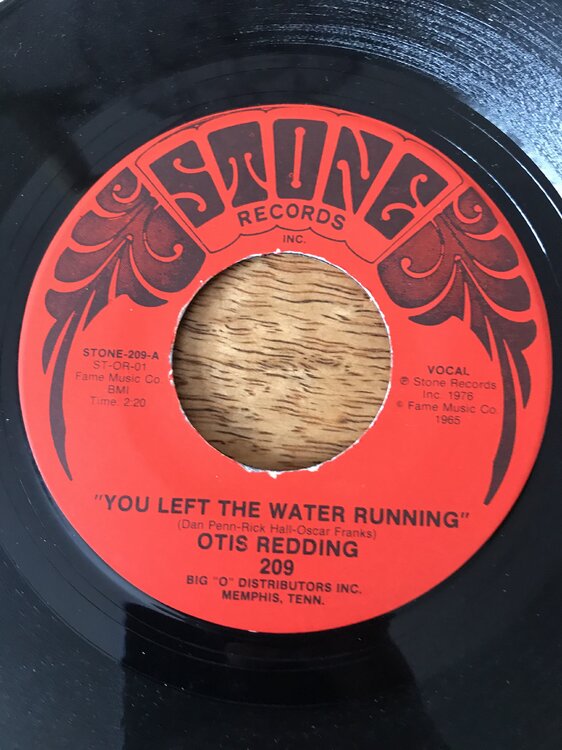 STONE
RECORDS
INC.
STONE-209-A
ST-OR-01
Fame Music Co.
BMI
Time: 2:20
VOCAL
℗ Stone Records
Inc. 1976
© Fame Music Co.
1965
"YOU LEFT THE WATER RUNNING"
(Dan Penn-Rick Hall-Oscar Franks)
OTIS REDDING
209
BIG "O" DISTRIBUTORS INC.
MEMPHIS, TENN.